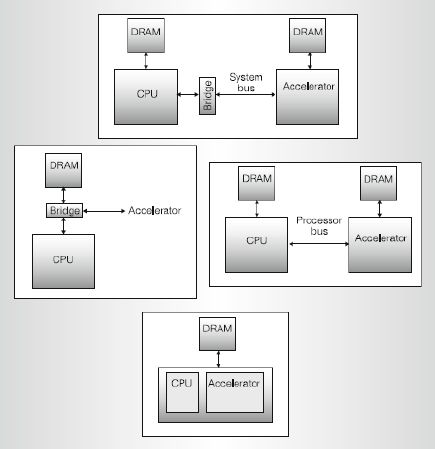 DRAM
DRAM
CPU
Bridge
System
bus
Accelerator
DRAM
Bridge
Accelerator
CPU
DRAM
DRAM
CPU
Processor
bus
Accelerator
DRAM
CPU
Accelerator